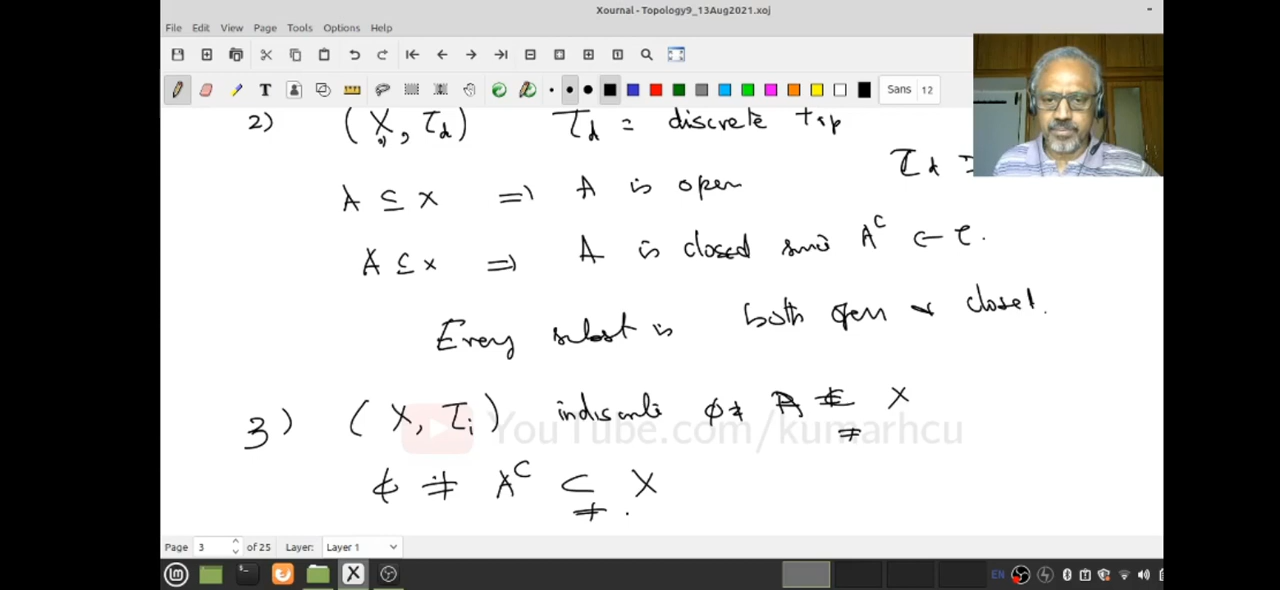 Xournal - Topology9_13Aug2021.xoj
File Edit View Page Tools Options Help
Sans 12
2) (X, τd) τd = discrete top
τd =
A ⊆ X ⇒ A is open
A ⊆ X ⇒ A is closed since A^C ∈ τ.
Every subset is both open & closed.
3) (X, τi) indiscrete φ ≠ A ⊊ X
YouTube.com/kumarhcu
φ ≠ A^C ⊊ X
Page 3 of 25 Layer: Layer 1
EN